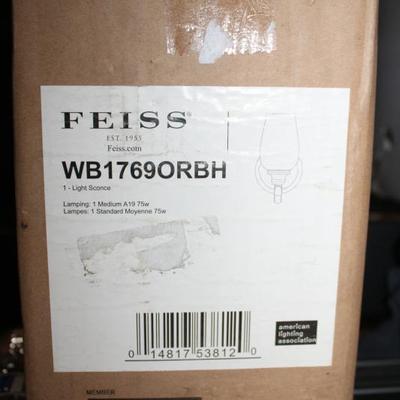 FEISS®
EST. 1955
Feiss.com
WB1769ORBH
1 - Light Sconce
Lamping: 1 Medium A19 75w
Lampes: 1 Standard Moyenne 75w
american
lighting
association
0 14817 53812 0
MEMBER